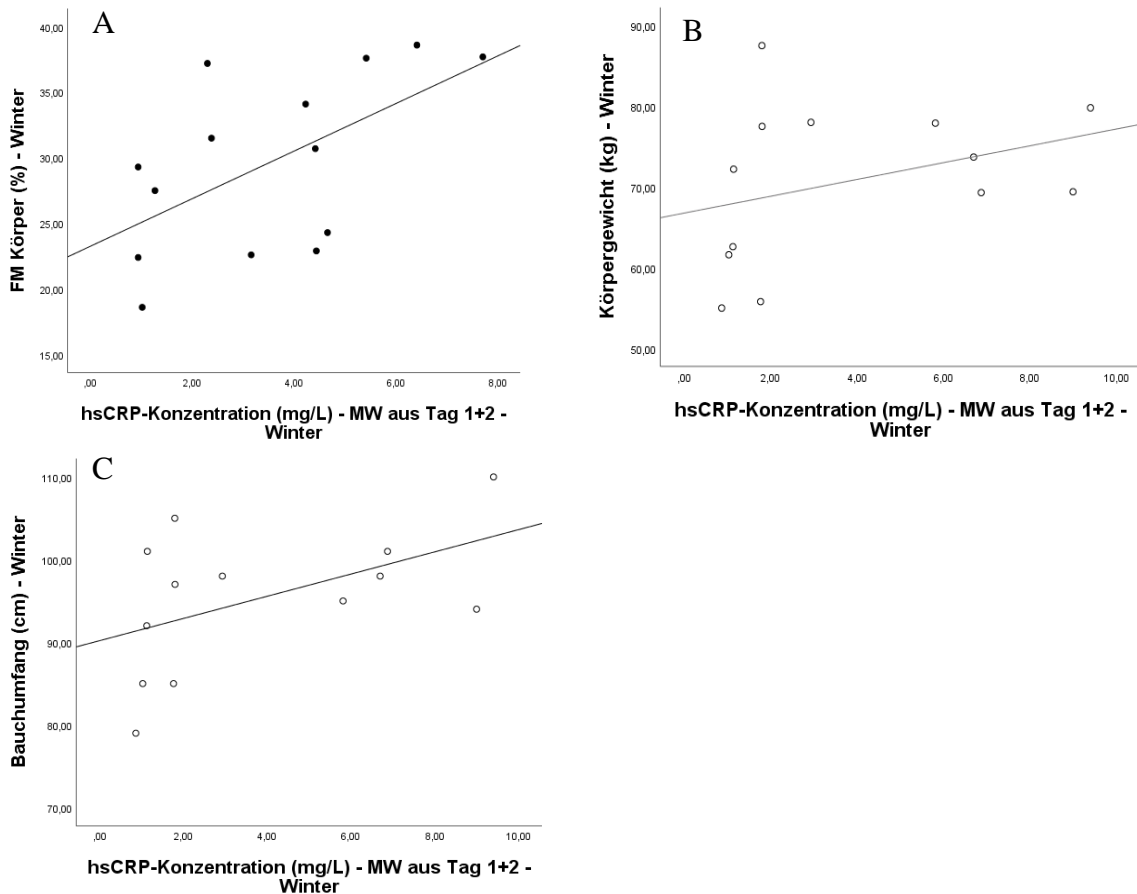 A
FM Körper (%) - Winter
40,00
35,00
30,00
25,00
20,00
15,00
,00 2,00 4,00 6,00 8,00
hsCRP-Konzentration (mg/L) - MW aus Tag 1+2 -
Winter
B
Körpergewicht (kg) - Winter
90,00
80,00
70,00
60,00
50,00
,00 2,00 4,00 6,00 8,00 10,00
hsCRP-Konzentration (mg/L) - MW aus Tag 1+2 -
Winter
C
Bauchumfang (cm) - Winter
110,00
100,00
90,00
80,00
70,00
,00 2,00 4,00 6,00 8,00 10,00
hsCRP-Konzentration (mg/L) - MW aus Tag 1+2 -
Winter